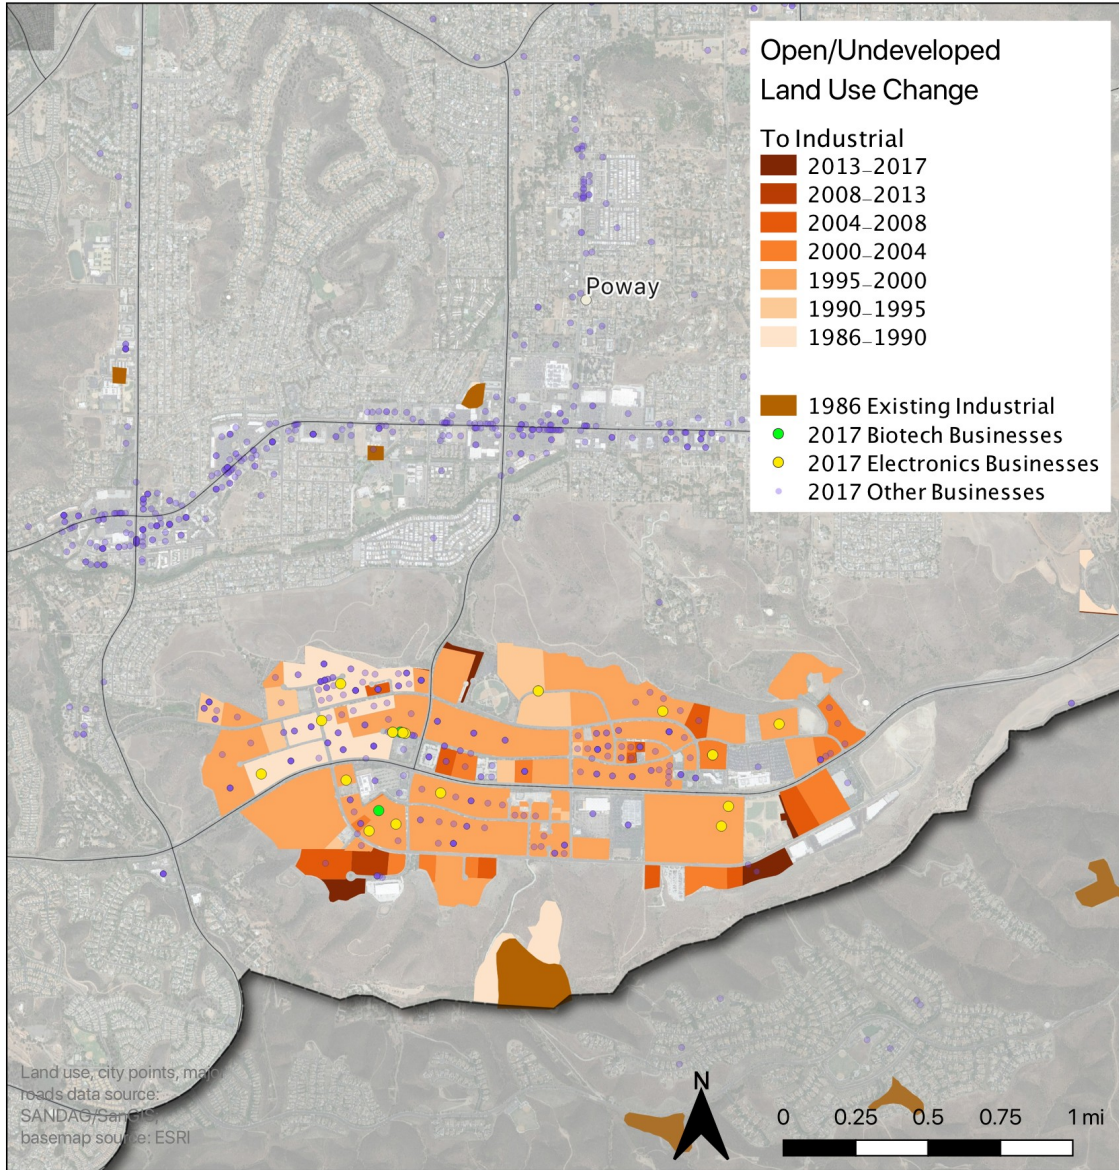 Open/Undeveloped
Land Use Change
To Industrial
2013–2017
2008–2013
2004–2008
2000–2004
1995–2000
1990–1995
1986–1990
1986 Existing Industrial
2017 Biotech Businesses
2017 Electronics Businesses
2017 Other Businesses
Poway
Land use, city points, major
roads data source:
SANDAG/SanGIS,
basemap source: ESRI
N
0 0.25 0.5 0.75 1 mi